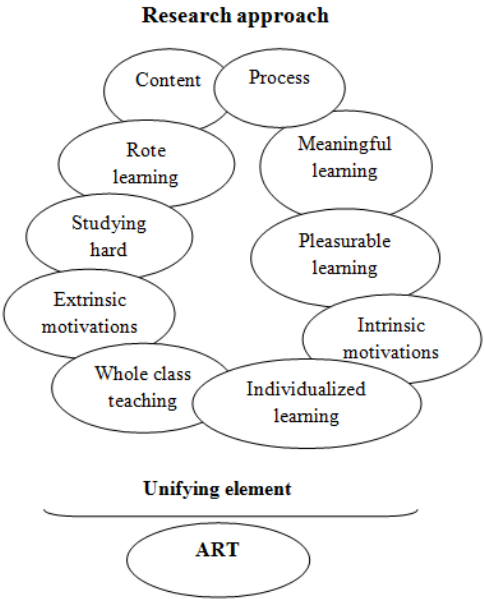 Research approach
Content
Process
Rote
learning
Meaningful
learning
Studying
hard
Pleasurable
learning
Extrinsic
motivations
Intrinsic
motivations
Whole class
teaching
Individualized
learning
Unifying element
ART